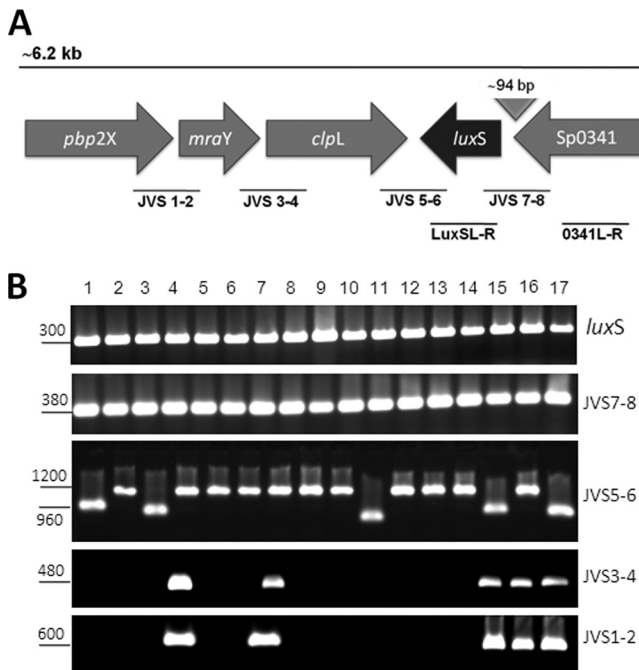 A
~6.2 kb
~94 bp
pbp2X mraY clpL luxS Sp0341
JVS 1-2 JVS 3-4 JVS 5-6 JVS 7-8
LuxSL-R 0341L-R
B
1 2 3 4 5 6 7 8 9 10 11 12 13 14 15 16 17
300 luxS
380 JVS7-8
1200
JVS5-6
960
480 JVS3-4
600 JVS1-2